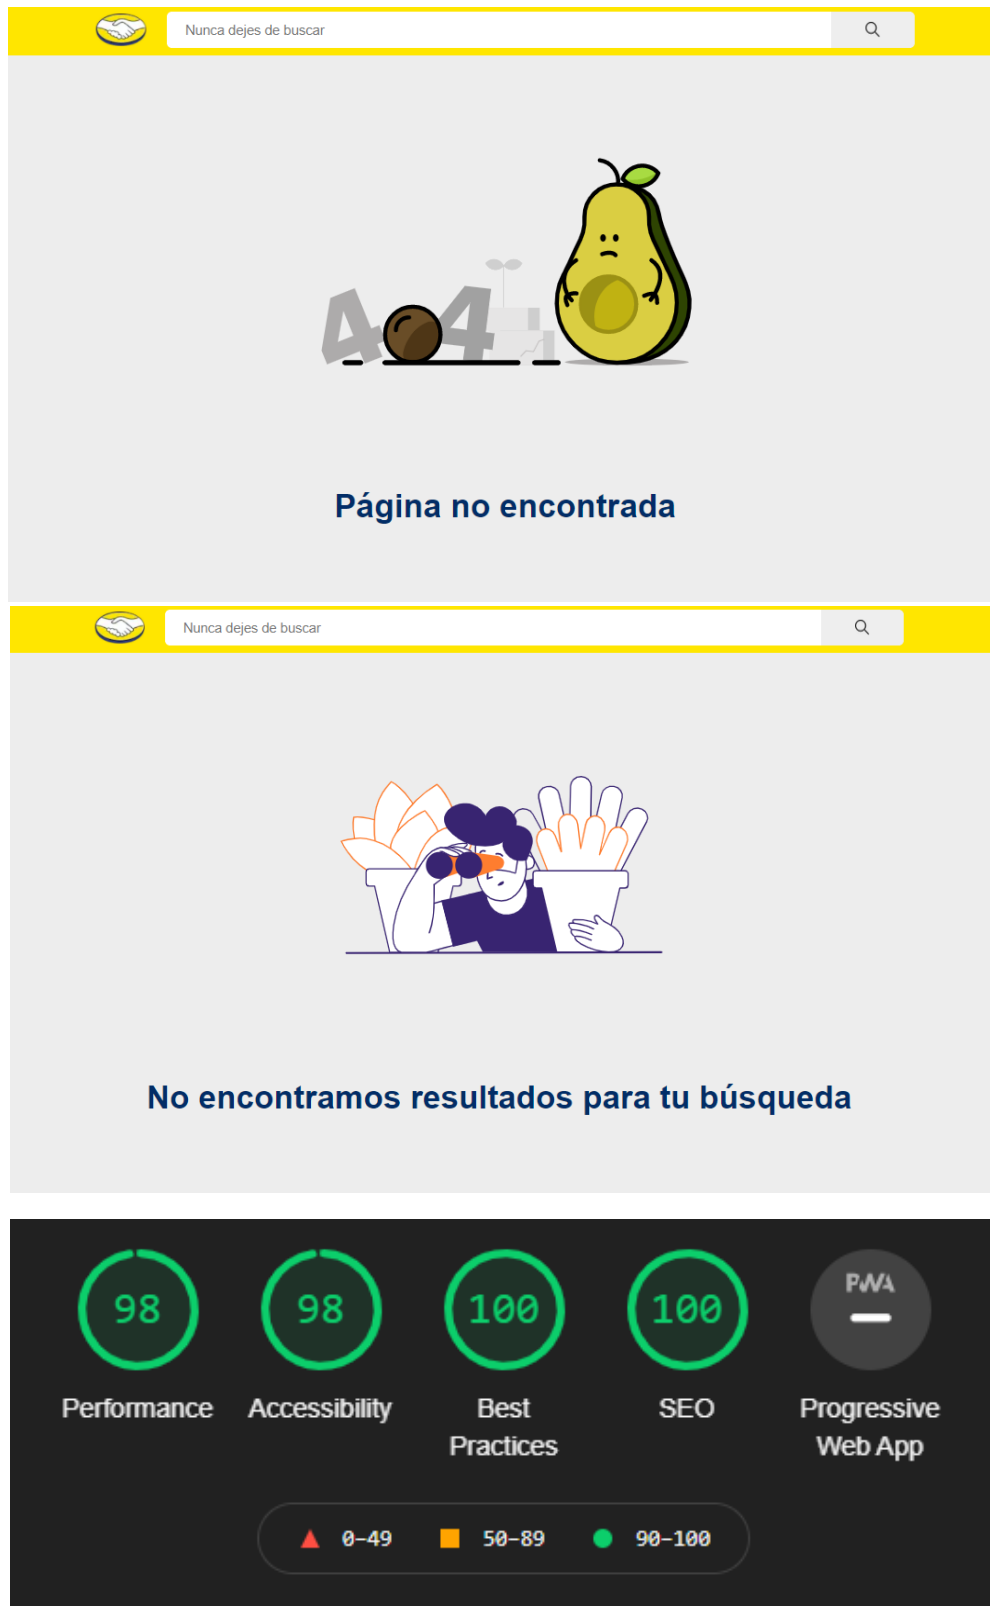 Nunca dejes de buscar
404
Página no encontrada
Nunca dejes de buscar
No encontramos resultados para tu búsqueda
98 98 100 100 PWA
Performance Accessibility Best Practices SEO Progressive Web App
0–49 50–89 90–100